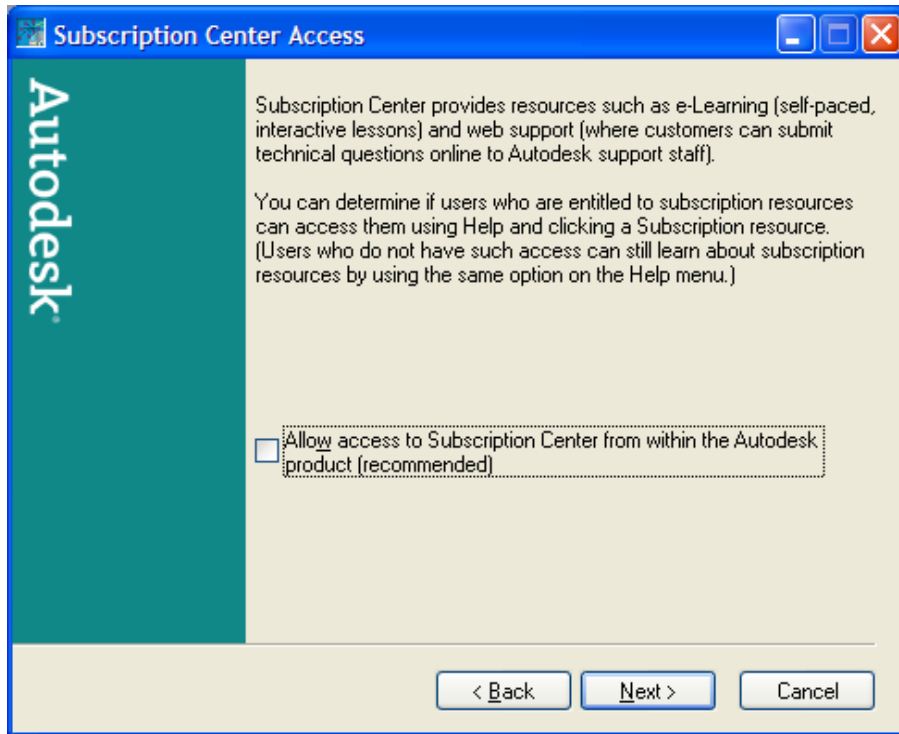 Subscription Center Access
Autodesk®
Subscription Center provides resources such as e-Learning (self-paced,
interactive lessons) and web support (where customers can submit
technical questions online to Autodesk support staff).
You can determine if users who are entitled to subscription resources
can access them using Help and clicking a Subscription resource.
(Users who do not have such access can still learn about subscription
resources by using the same option on the Help menu.)
Allow access to Subscription Center from within the Autodesk
product (recommended)
< Back
Next >
Cancel